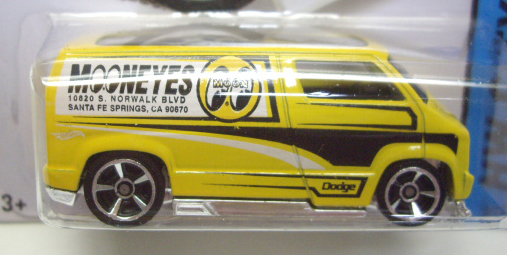 MOONEYES
10820 S. NORWALK BLVD
SANTA FE SPRINGS, CA 90670
MOON
Dodge
3+